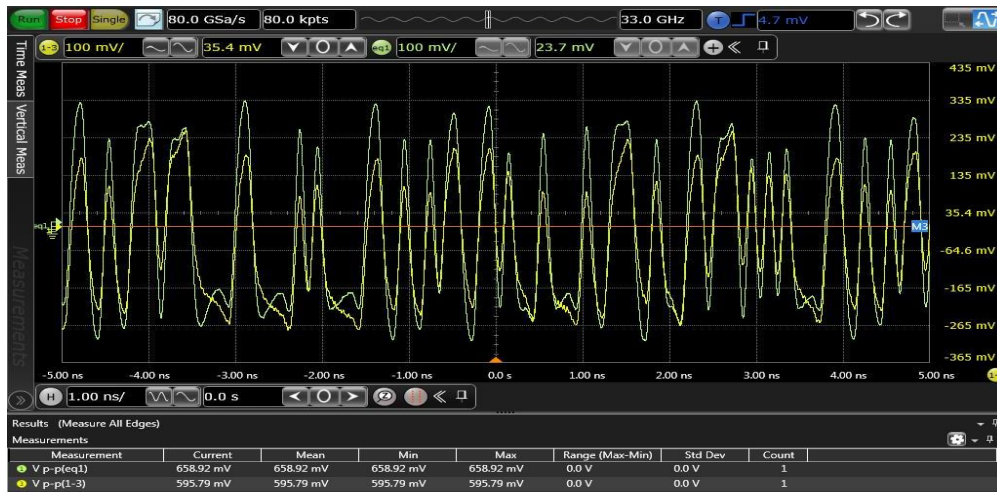 Run Stop Single 80.0 GSa/s 80.0 kpts 33.0 GHz T 4.7 mV
1-3 100 mV/ 35.4 mV eq1 100 mV/ 23.7 mV
Time Meas
Vertical Meas
Measurements
435 mV
335 mV
235 mV
135 mV
35.4 mV
eq1 M3
-64.6 mV
-165 mV
-265 mV
-365 mV
-5.00 ns -4.00 ns -3.00 ns -2.00 ns -1.00 ns 0.0 s 1.00 ns 2.00 ns 3.00 ns 4.00 ns 5.00 ns
H 1.00 ns/ 0.0 s
Results (Measure All Edges)
Measurements
Measurement Current Mean Min Max Range (Max-Min) Std Dev Count
V p-p(eq1) 658.92 mV 658.92 mV 658.92 mV 658.92 mV 0.0 V 0.0 V 1
V p-p(1-3) 595.79 mV 595.79 mV 595.79 mV 595.79 mV 0.0 V 0.0 V 1